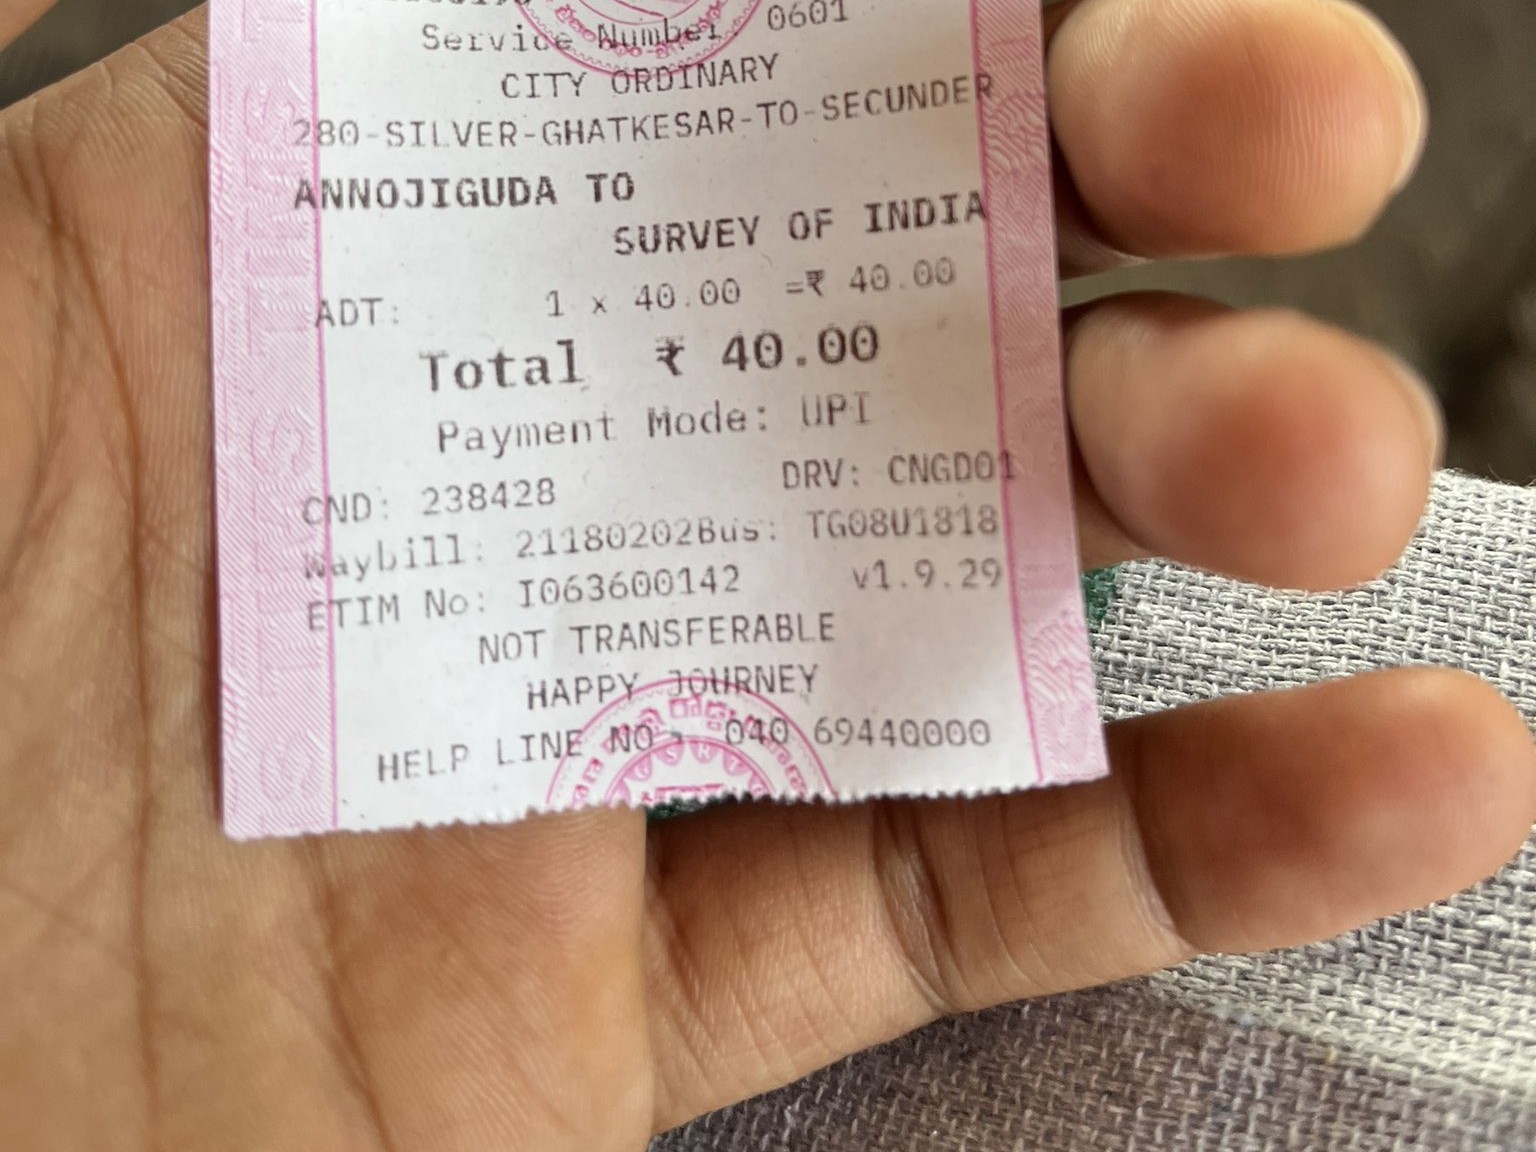 Service Number 0601
CITY ORDINARY
280-SILVER-GHATKESAR-TO-SECUNDER
ANNOJIGUDA TO
SURVEY OF INDIA
ADT: 1 x 40.00 =₹ 40.00
Total ₹ 40.00
Payment Mode: UPI
CND: 238428 DRV: CNGD01
Waybill: 21180202Bus: TG08U1818
ETIM No: I063600142 v1.9.29
NOT TRANSFERABLE
HAPPY JOURNEY
HELP LINE NO 040 69440000